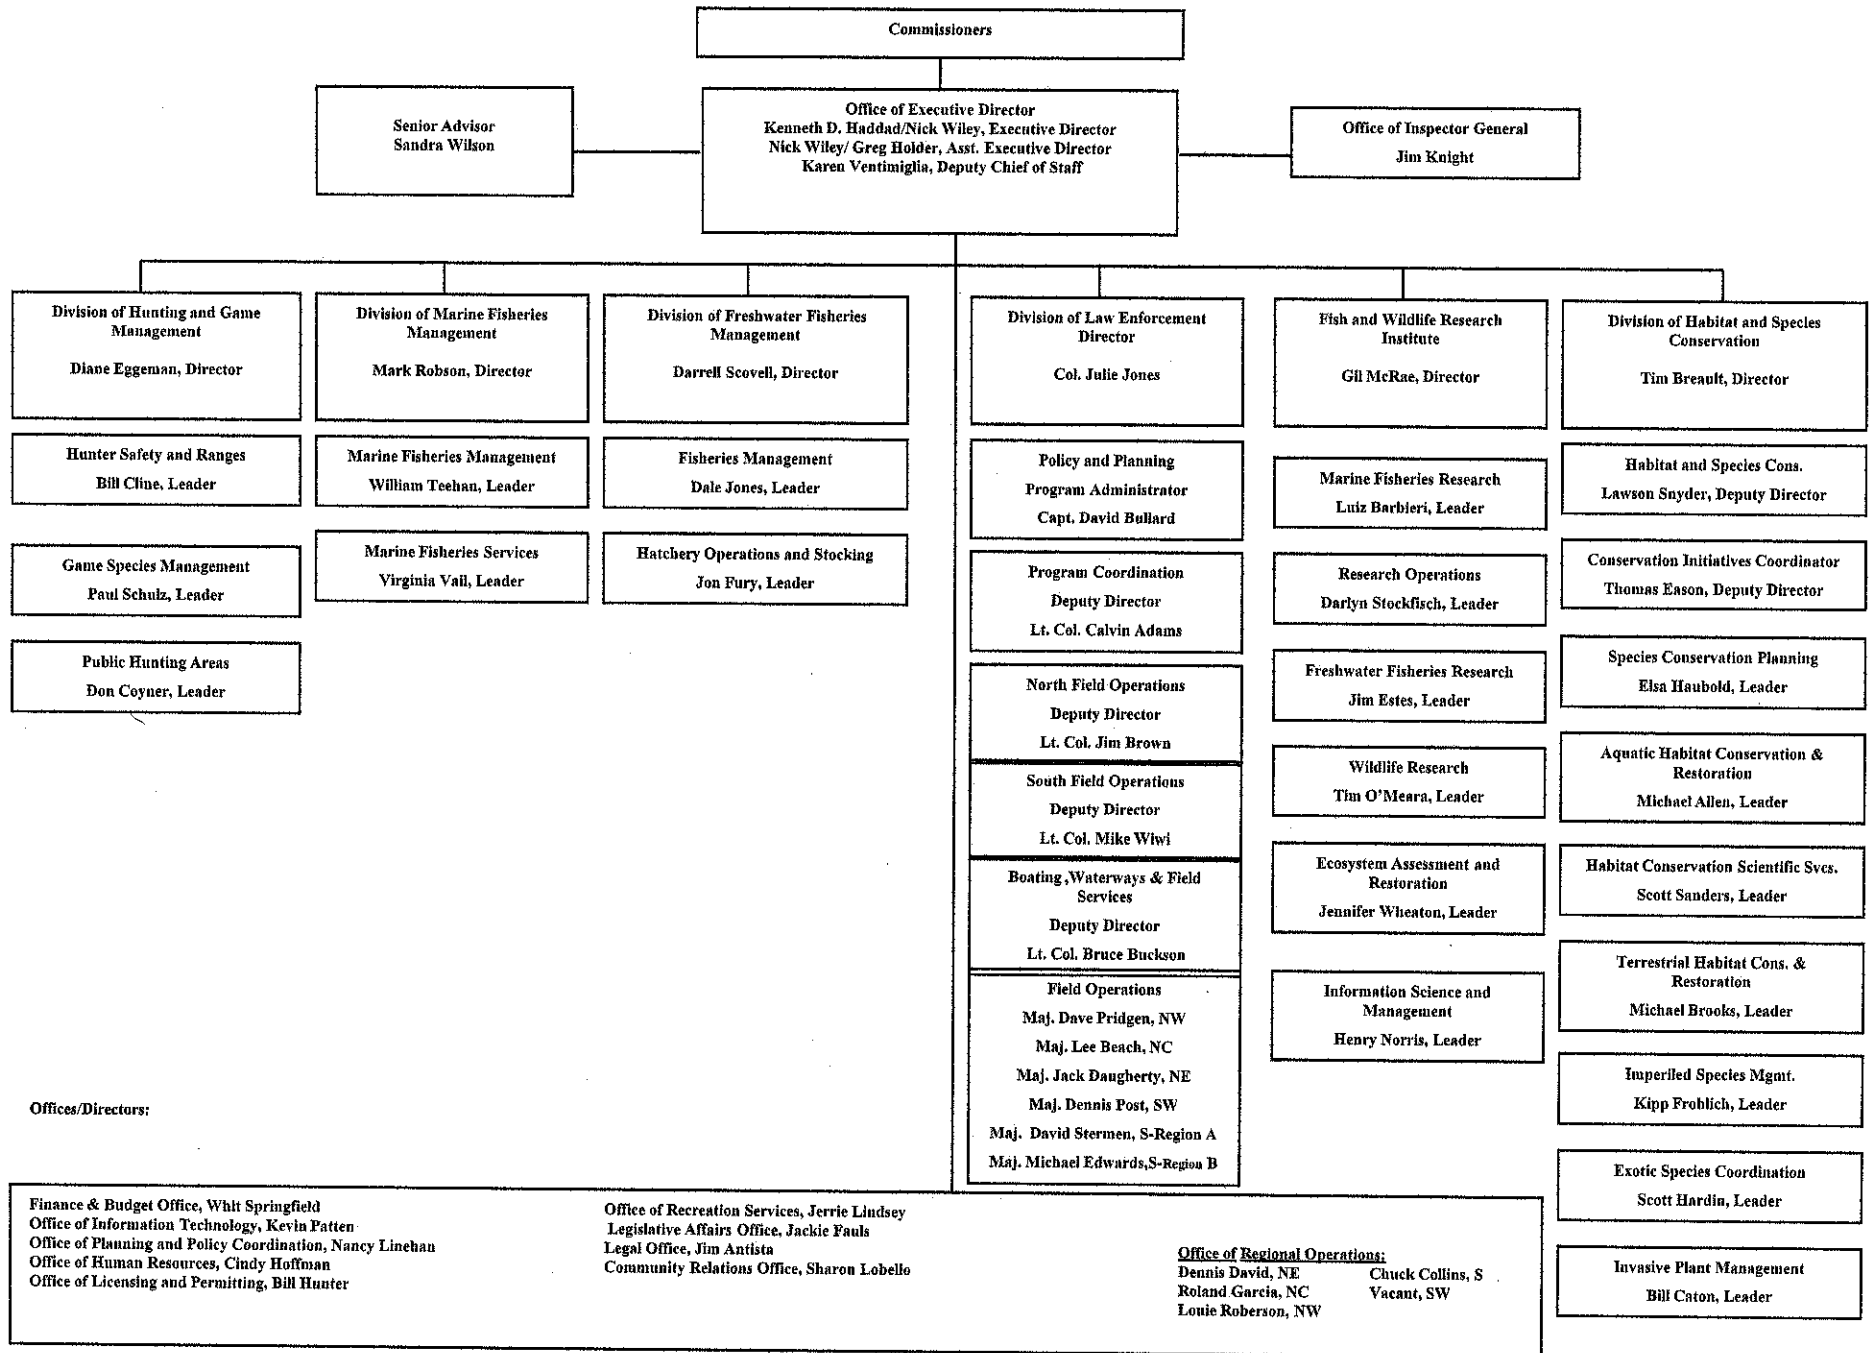 Commissioners
Senior Advisor
Sandra Wilson
Office of Executive Director
Kenneth D. Haddad/Nick Wiley, Executive Director
Nick Wiley/ Greg Holder, Asst. Executive Director
Karen Ventimiglia, Deputy Chief of Staff
Office of Inspector General
Jim Knight
Division of Hunting and Game
Management
Diane Eggeman, Director
Hunter Safety and Ranges
Bill Cline, Leader
Game Species Management
Paul Schulz, Leader
Public Hunting Areas
Don Coyner, Leader
Division of Marine Fisheries
Management
Mark Robson, Director
Marine Fisheries Management
William Teehan, Leader
Marine Fisheries Services
Virginia Vail, Leader
Division of Freshwater Fisheries
Management
Darrell Scovell, Director
Fisheries Management
Dale Jones, Leader
Hatchery Operations and Stocking
Jon Fury, Leader
Division of Law Enforcement
Director
Col. Julie Jones
Policy and Planning
Program Administrator
Capt. David Bullard
Program Coordination
Deputy Director
Lt. Col. Calvin Adams
North Field Operations
Deputy Director
Lt. Col. Jim Brown
South Field Operations
Deputy Director
Lt. Col. Mike Wiwi
Boating ,Waterways & Field
Services
Deputy Director
Lt. Col. Bruce Buckson
Field Operations
Maj. Dave Pridgen, NW
Maj. Lee Beach, NC
Maj. Jack Daugherty, NE
Maj. Dennis Post, SW
Maj. David Stermen, S-Region A
Maj. Michael Edwards,S-Region B
Fish and Wildlife Research
Institute
Gil McRae, Director
Marine Fisheries Research
Luiz Barbieri, Leader
Research Operations
Darlyn Stockfisch, Leader
Freshwater Fisheries Research
Jim Estes, Leader
Wildlife Research
Tim O'Meara, Leader
Ecosystem Assessment and
Restoration
Jennifer Wheaton, Leader
Information Science and
Management
Henry Norris, Leader
Division of Habitat and Species
Conservation
Tim Breault, Director
Habitat and Species Cons.
Lawson Snyder, Deputy Director
Conservation Initiatives Coordinator
Thomas Eason, Deputy Director
Species Conservation Planning
Elsa Haubold, Leader
Aquatic Habitat Conservation &
Restoration
Michael Allen, Leader
Habitat Conservation Scientific Svcs.
Scott Sanders, Leader
Terrestrial Habitat Cons. &
Restoration
Michael Brooks, Leader
Imperiled Species Mgmt.
Kipp Frohlich, Leader
Exotic Species Coordination
Scott Hardin, Leader
Invasive Plant Management
Bill Caton, Leader
Offices/Directors:
Finance & Budget Office, Whit Springfield
Office of Information Technology, Kevin Patten
Office of Planning and Policy Coordination, Nancy Linehan
Office of Human Resources, Cindy Hoffman
Office of Licensing and Permitting, Bill Hunter
Office of Recreation Services, Jerrie Lindsey
Legislative Affairs Office, Jackie Fauls
Legal Office, Jim Antista
Community Relations Office, Sharon Lobello
Office of Regional Operations:
Dennis David, NE
Roland Garcia, NC
Louie Roberson, NW
Chuck Collins, S
Vacant, SW